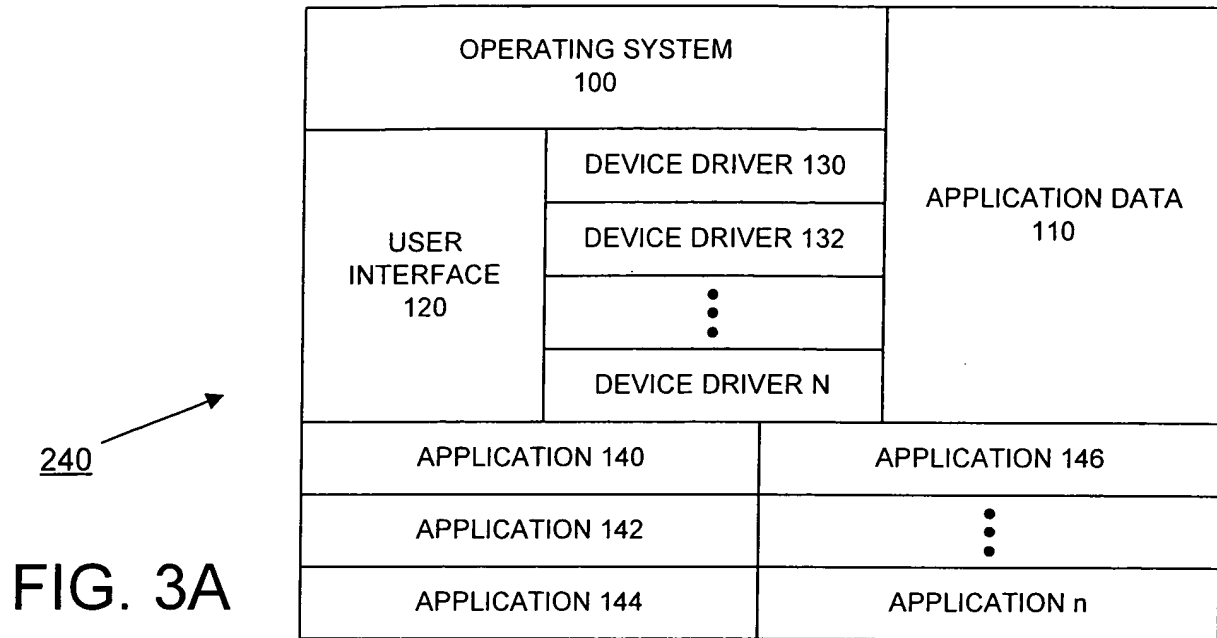 OPERATING SYSTEM
100
DEVICE DRIVER 130
DEVICE DRIVER 132
DEVICE DRIVER N
USER
INTERFACE
120
APPLICATION DATA
110
240
APPLICATION 140
APPLICATION 146
APPLICATION 142
APPLICATION 144
APPLICATION n
FIG. 3A